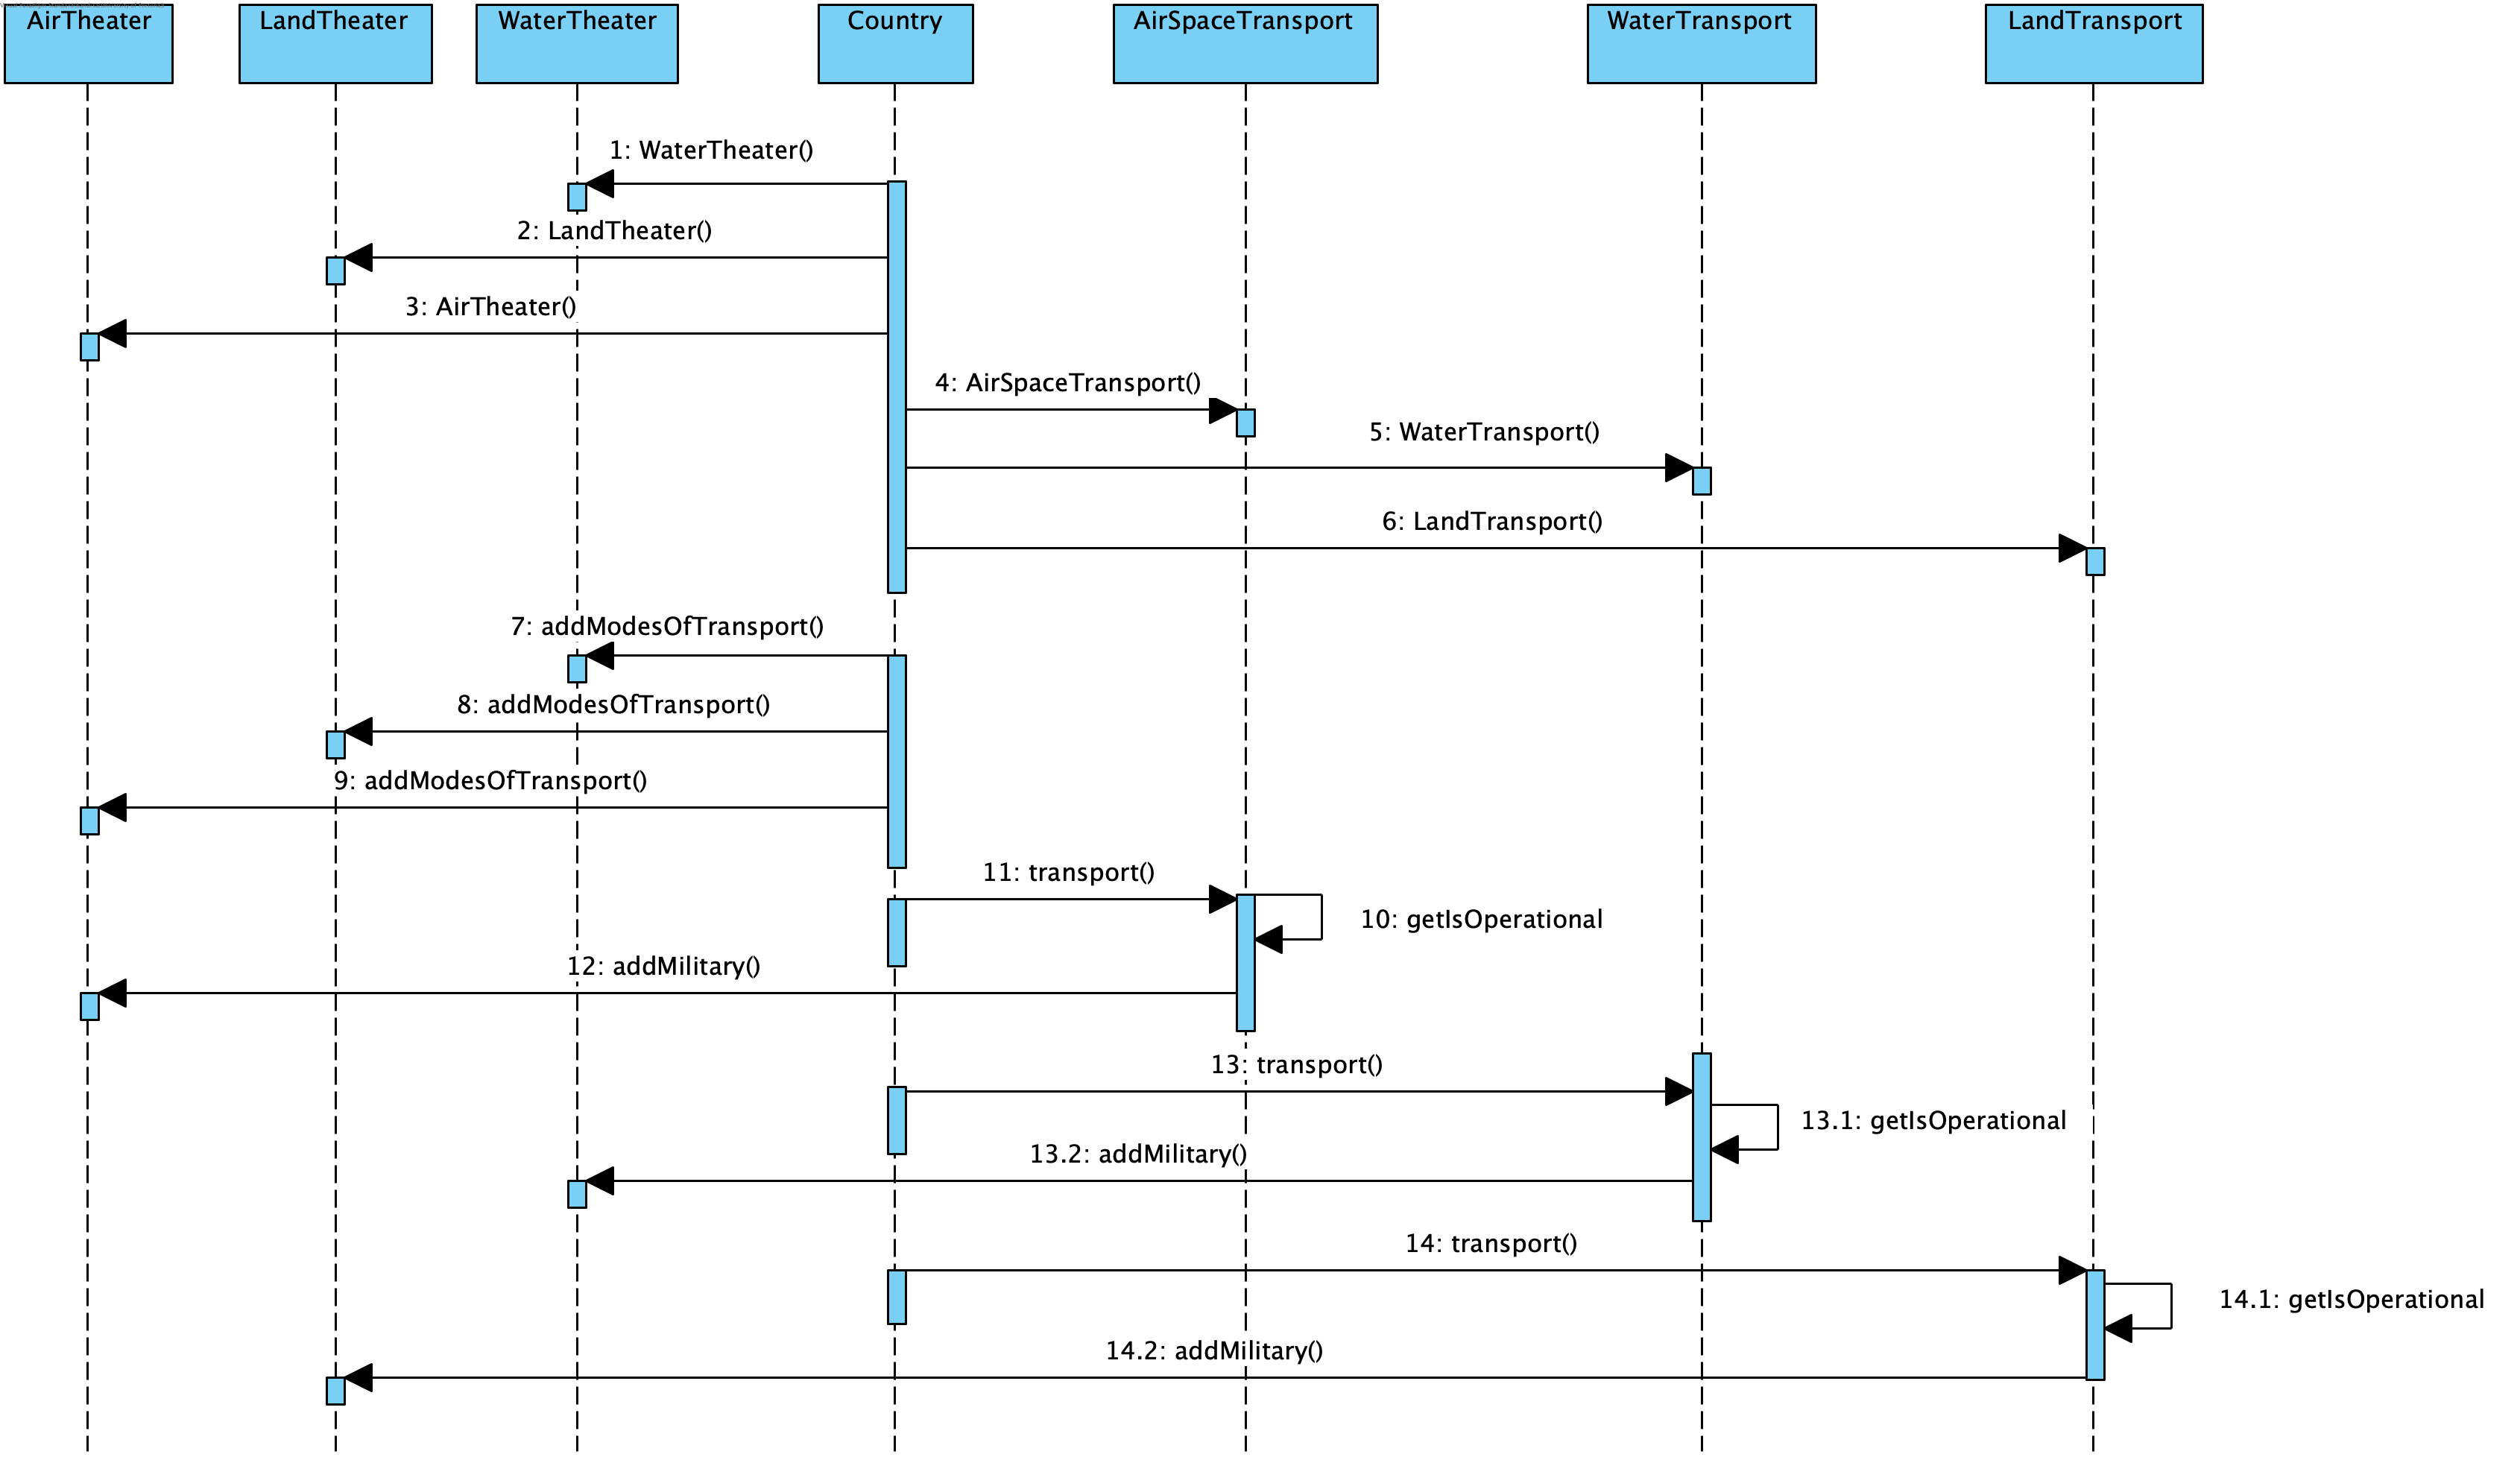 AirTheater
LandTheater
WaterTheater
Country
AirSpaceTransport
WaterTransport
LandTransport
1: WaterTheater()
2: LandTheater()
3: AirTheater()
4: AirSpaceTransport()
5: WaterTransport()
6: LandTransport()
7: addModesOfTransport()
8: addModesOfTransport()
9: addModesOfTransport()
11: transport()
10: getIsOperational
12: addMilitary()
13: transport()
13.1: getIsOperational
13.2: addMilitary()
14: transport()
14.1: getIsOperational
14.2: addMilitary()